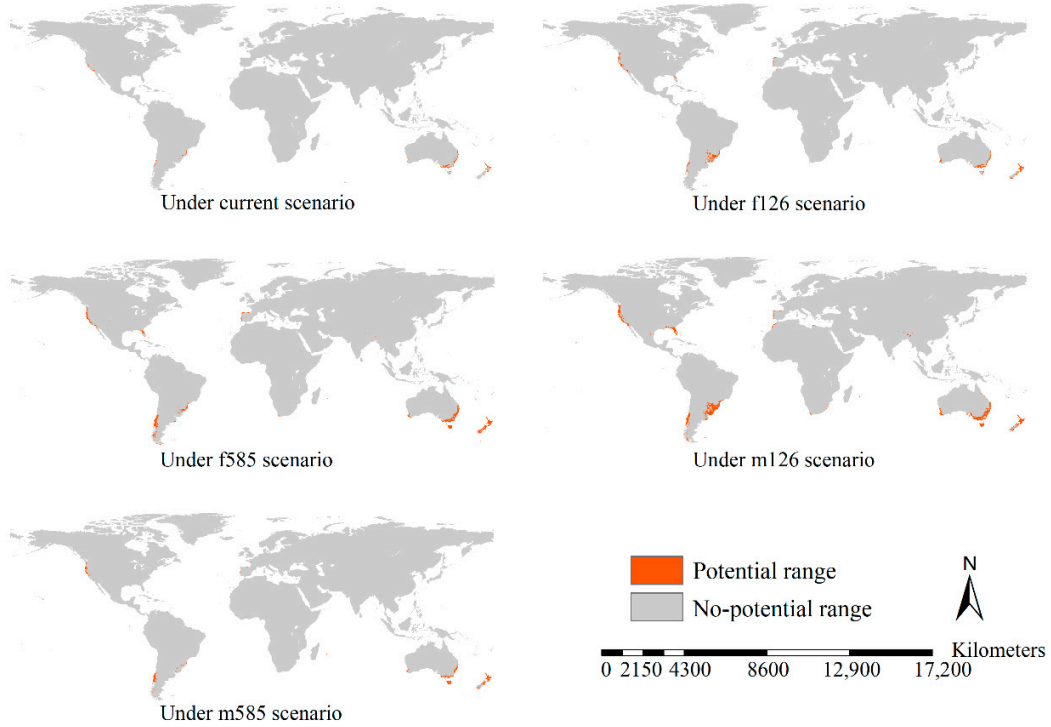 Under current scenario
Under f126 scenario
Under f585 scenario
Under m126 scenario
Under m585 scenario
Potential range
No-potential range
N
Kilometers
0 2150 4300 8600 12,900 17,200